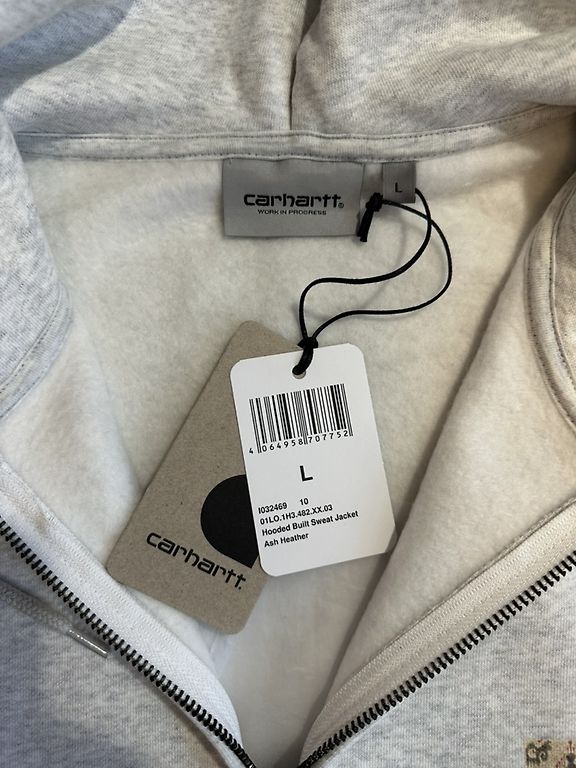 carhartt®
WORK IN PROGRESS
L
4 064958 707752
L
I032469 10
01LO.1H3.482.XX.03
Hooded Built Sweat Jacket
Ash Heather
carhartt